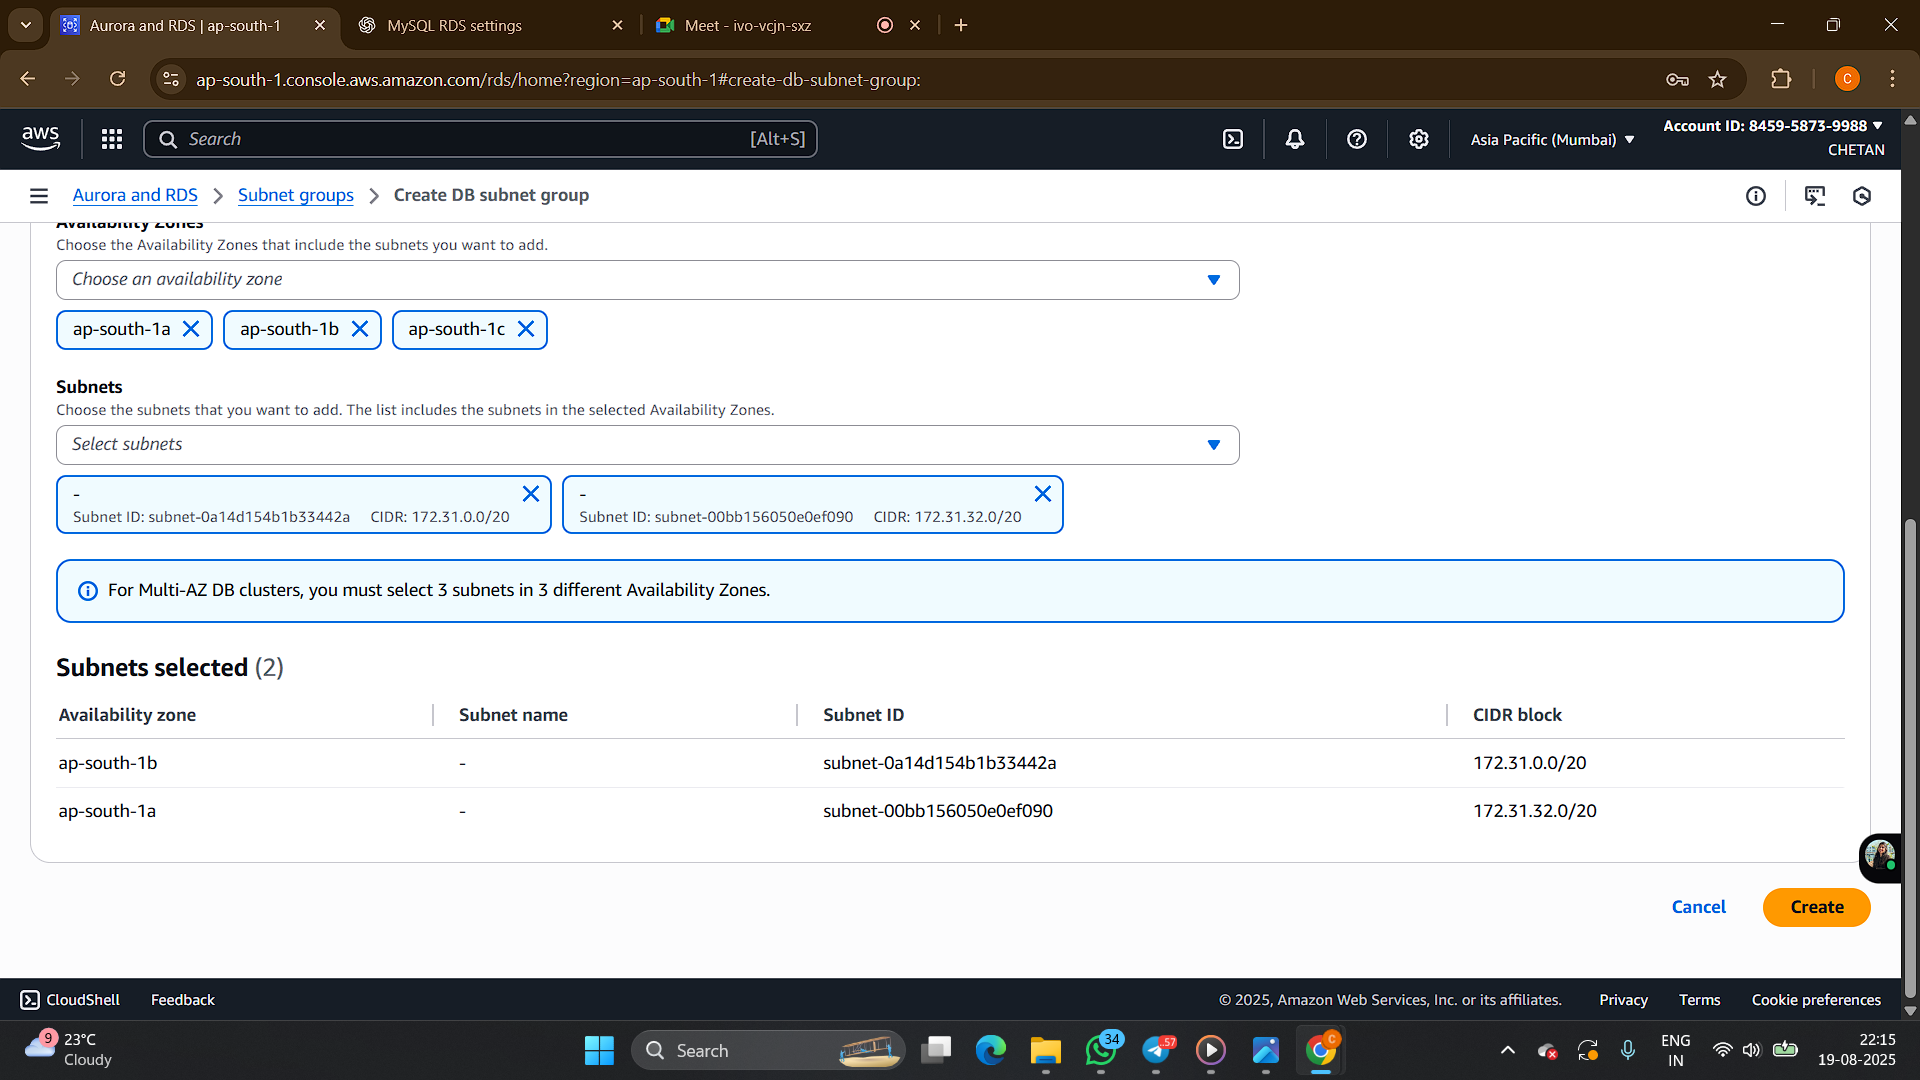 Aurora and RDS | ap-south-1
MySQL RDS settings
Meet - ivo-vcjn-sxz
ap-south-1.console.aws.amazon.com/rds/home?region=ap-south-1#create-db-subnet-group:
C
aws
Search [Alt+S]
Asia Pacific (Mumbai)
Account ID: 8459-5873-9988
CHETAN
Aurora and RDS > Subnet groups > Create DB subnet group
Availability Zones
Choose the Availability Zones that include the subnets you want to add.
Choose an availability zone
ap-south-1a ap-south-1b ap-south-1c
Subnets
Choose the subnets that you want to add. The list includes the subnets in the selected Availability Zones.
Select subnets
- -
Subnet ID: subnet-0a14d154b1b33442a CIDR: 172.31.0.0/20 Subnet ID: subnet-00bb156050e0ef090 CIDR: 172.31.32.0/20
For Multi-AZ DB clusters, you must select 3 subnets in 3 different Availability Zones.
Subnets selected (2)
Availability zone Subnet name Subnet ID CIDR block
ap-south-1b - subnet-0a14d154b1b33442a 172.31.0.0/20
ap-south-1a - subnet-00bb156050e0ef090 172.31.32.0/20
Cancel Create
CloudShell Feedback © 2025, Amazon Web Services, Inc. or its affiliates. Privacy Terms Cookie preferences
9
23°C
Cloudy
Search
34
57
C
ENG
IN
22:15
19-08-2025